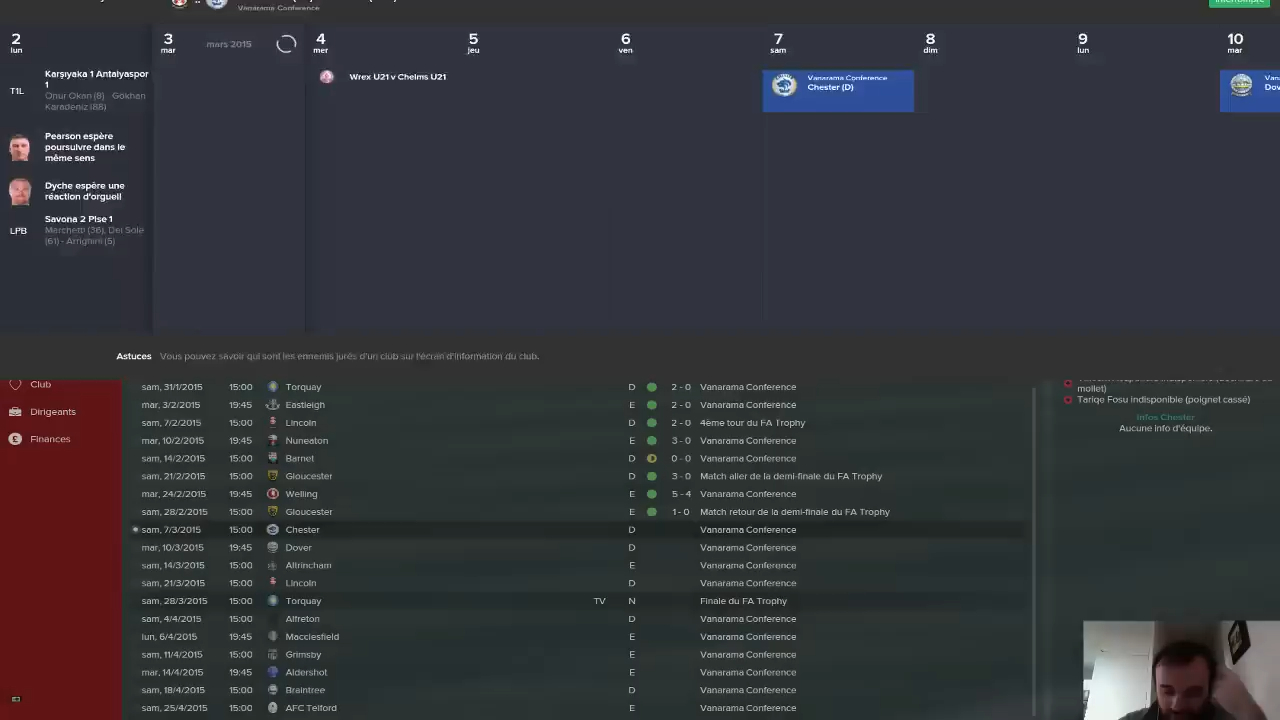 Vanarama Conference
2 lun
3 mar
mars 2015
4 mer
5 jeu
6 ven
7 sam
8 dim
9 lun
10 mar
T1L
Karşıyaka 1 Antalyaspor
1
Onur Okan (8) - Gökhan
Karadeniz (88)
Pearson espère
poursuivre dans le
même sens
Dyche espère une
réaction d'orgueil
LPB
Savona 2 Pise 1
Marchetti (36), Del Sole
(61) - Arrighini (5)
Wrex U21 v Chelms U21
Vanarama Conference
Chester (D)
Van
Dov
Astuces Vous pouvez savoir qui sont les ennemis jurés d'un club sur l'écran d'information du club.
Club
Dirigeants
Finances
sam, 31/1/2015 15:00 Torquay D 2 - 0 Vanarama Conference
mar, 3/2/2015 19:45 Eastleigh E 2 - 0 Vanarama Conference
sam, 7/2/2015 15:00 Lincoln D 2 - 0 4ème tour du FA Trophy
mar, 10/2/2015 19:45 Nuneaton E 3 - 0 Vanarama Conference
sam, 14/2/2015 15:00 Barnet D 0 - 0 Vanarama Conference
sam, 21/2/2015 15:00 Gloucester D 3 - 0 Match aller de la demi-finale du FA Trophy
mar, 24/2/2015 19:45 Welling E 5 - 4 Vanarama Conference
sam, 28/2/2015 15:00 Gloucester E 1 - 0 Match retour de la demi-finale du FA Trophy
sam, 7/3/2015 15:00 Chester D Vanarama Conference
mar, 10/3/2015 19:45 Dover D Vanarama Conference
sam, 14/3/2015 15:00 Altrincham E Vanarama Conference
sam, 21/3/2015 15:00 Lincoln D Vanarama Conference
sam, 28/3/2015 15:00 Torquay TV N Finale du FA Trophy
sam, 4/4/2015 15:00 Alfreton D Vanarama Conference
lun, 6/4/2015 19:45 Macclesfield E Vanarama Conference
sam, 11/4/2015 15:00 Grimsby E Vanarama Conference
mar, 14/4/2015 19:45 Aldershot E Vanarama Conference
sam, 18/4/2015 15:00 Braintree D Vanarama Conference
sam, 25/4/2015 15:00 AFC Telford E Vanarama Conference
mollet)
Tariqe Fosu indisponible (poignet cassé)
Infos Chester
Aucune info d'équipe.